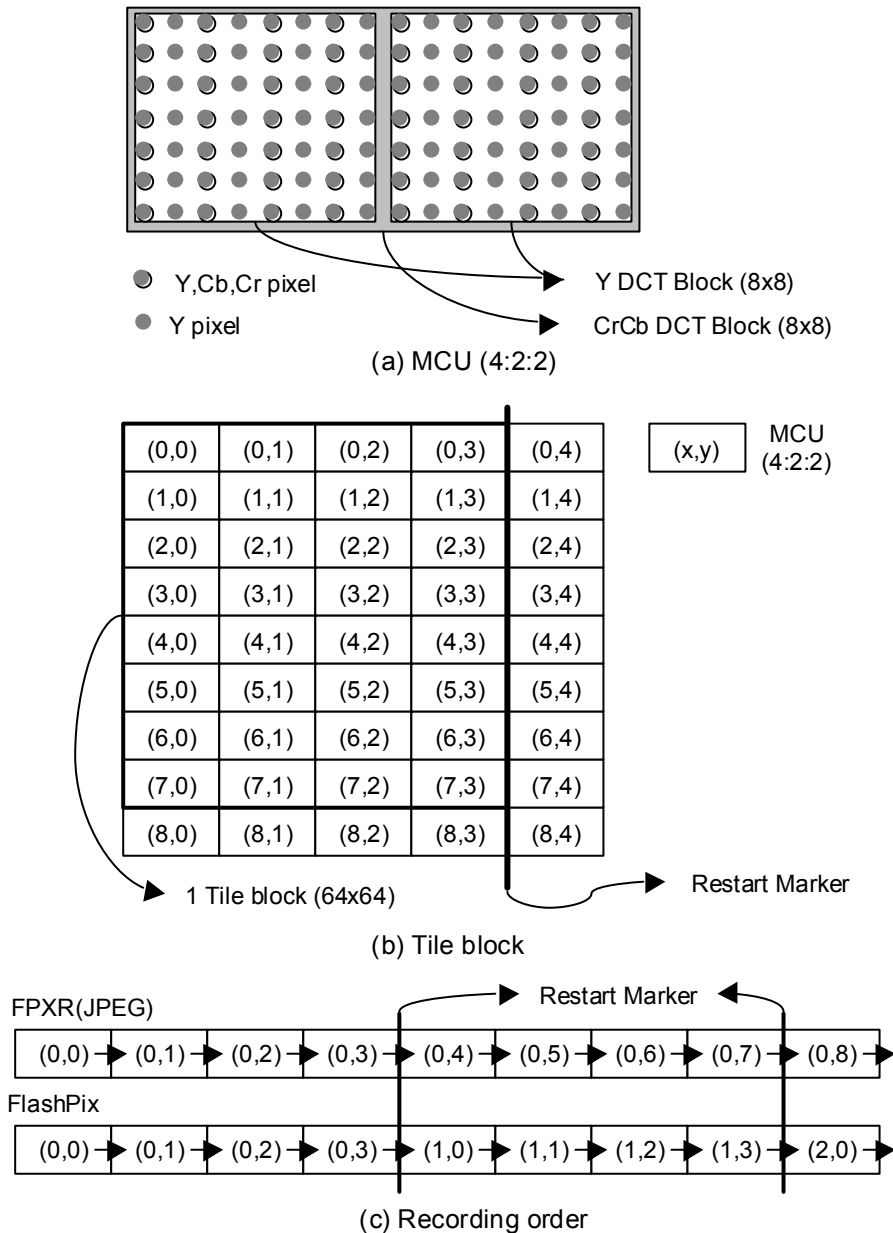 Y,Cb,Cr pixel
Y DCT Block (8x8)
Y pixel
CrCb DCT Block (8x8)
(a) MCU (4:2:2)
(0,0) (0,1) (0,2) (0,3) (0,4)
(x,y)
MCU
(4:2:2)
(1,0) (1,1) (1,2) (1,3) (1,4)
(2,0) (2,1) (2,2) (2,3) (2,4)
(3,0) (3,1) (3,2) (3,3) (3,4)
(4,0) (4,1) (4,2) (4,3) (4,4)
(5,0) (5,1) (5,2) (5,3) (5,4)
(6,0) (6,1) (6,2) (6,3) (6,4)
(7,0) (7,1) (7,2) (7,3) (7,4)
(8,0) (8,1) (8,2) (8,3) (8,4)
1 Tile block (64x64)
Restart Marker
(b) Tile block
Restart Marker
FPXR(JPEG)
(0,0) (0,1) (0,2) (0,3) (0,4) (0,5) (0,6) (0,7) (0,8)
FlashPix
(0,0) (0,1) (0,2) (0,3) (1,0) (1,1) (1,2) (1,3) (2,0)
(c) Recording order